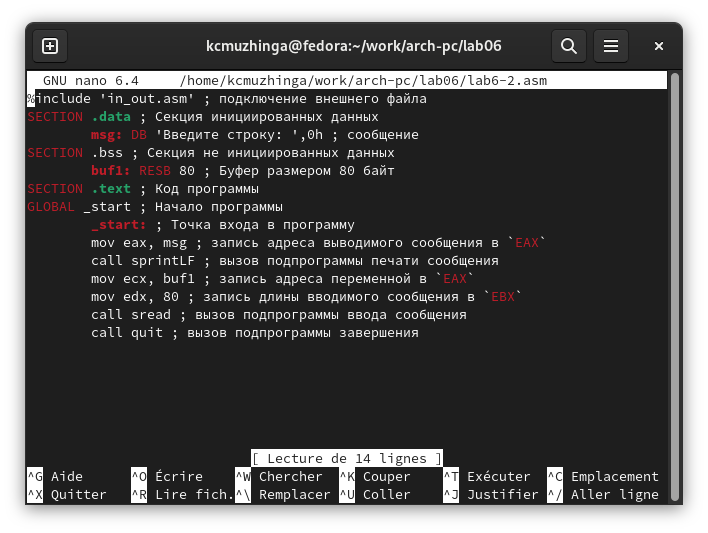 kcmuzhinga@fedora:~/work/arch-pc/lab06
GNU nano 6.4 /home/kcmuzhinga/work/arch-pc/lab06/lab6-2.asm
%include 'in_out.asm' ; подключение внешнего файла
SECTION .data ; Секция инициированных данных
msg: DB 'Введите строку: ',0h ; сообщение
SECTION .bss ; Секция не инициированных данных
buf1: RESB 80 ; Буфер размером 80 байт
SECTION .text ; Код программы
GLOBAL _start ; Начало программы
_start: ; Точка входа в программу
mov eax, msg ; запись адреса выводимого сообщения в `EAX`
call sprintLF ; вызов подпрограммы печати сообщения
mov ecx, buf1 ; запись адреса переменной в `EAX`
mov edx, 80 ; запись длины вводимого сообщения в `EBX`
call sread ; вызов подпрограммы ввода сообщения
call quit ; вызов подпрограммы завершения
[ Lecture de 14 lignes ]
^G Aide ^O Écrire ^W Chercher ^K Couper ^T Exécuter ^C Emplacement
^X Quitter ^R Lire fich. ^\ Remplacer ^U Coller ^J Justifier ^/ Aller ligne